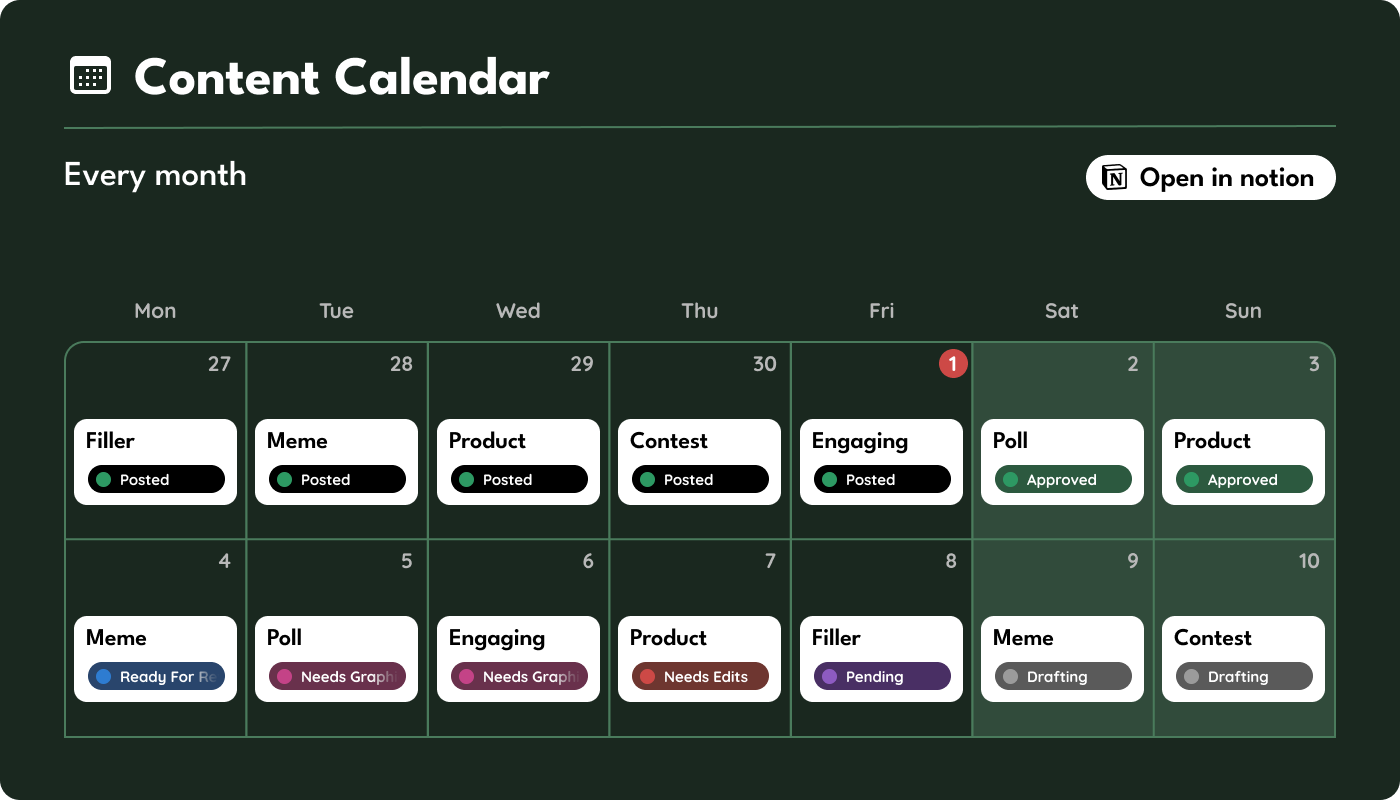 Content Calendar
Every month
Open in notion
Mon Tue Wed Thu Fri Sat Sun
27 28 29 30 1 2 3
Filler Meme Product Contest Engaging Poll Product
Posted Posted Posted Posted Posted Approved Approved
4 5 6 7 8 9 10
Meme Poll Engaging Product Filler Meme Contest
Ready For Needs Needs Needs Edits Pending Drafting Drafting